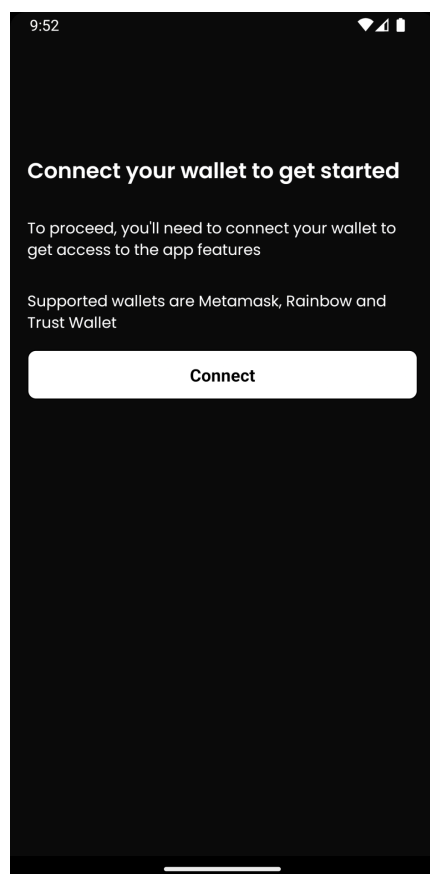 9:52
Connect your wallet to get started
To proceed, you'll need to connect your wallet to
get access to the app features
Supported wallets are Metamask, Rainbow and
Trust Wallet
Connect